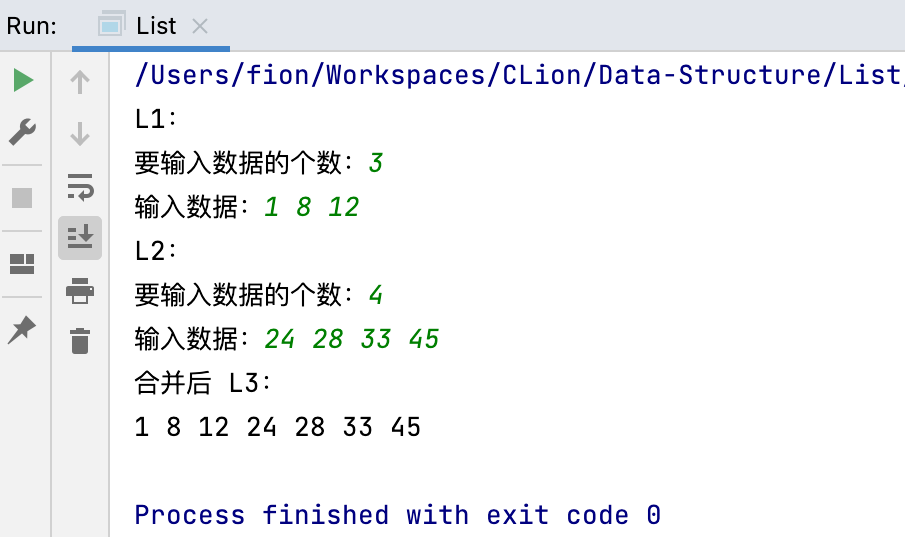 Run: List
/Users/fion/Workspaces/CLion/Data-Structure/List/
L1:
要输入数据的个数: 3
输入数据: 1 8 12
L2:
要输入数据的个数: 4
输入数据: 24 28 33 45
合并后 L3:
1 8 12 24 28 33 45
Process finished with exit code 0